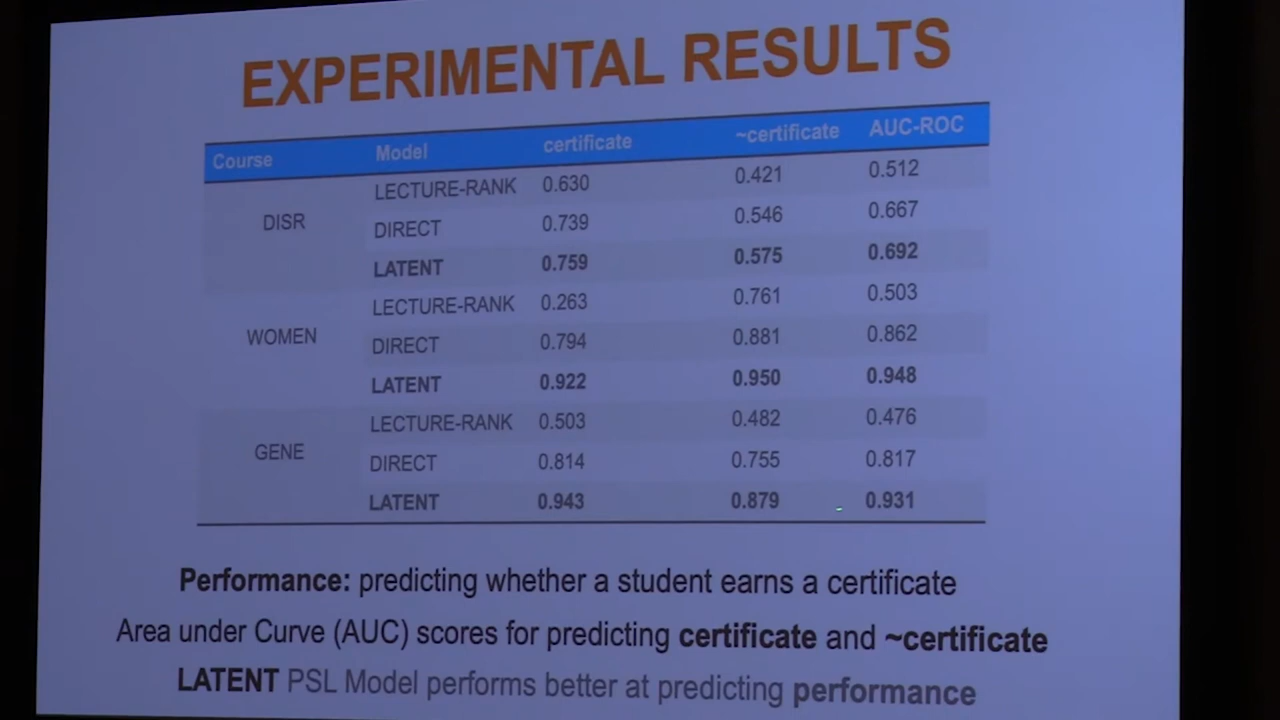 EXPERIMENTAL RESULTS
Course Model certificate ~certificate AUC-ROC
LECTURE-RANK 0.630 0.421 0.512
DISR DIRECT 0.739 0.546 0.667
LATENT 0.759 0.575 0.692
LECTURE-RANK 0.263 0.761 0.503
WOMEN DIRECT 0.794 0.881 0.862
LATENT 0.922 0.950 0.948
LECTURE-RANK 0.503 0.482 0.476
GENE DIRECT 0.814 0.755 0.817
LATENT 0.943 0.879 0.931
Performance: predicting whether a student earns a certificate
Area under Curve (AUC) scores for predicting certificate and ~certificate
LATENT PSL Model performs better at predicting performance